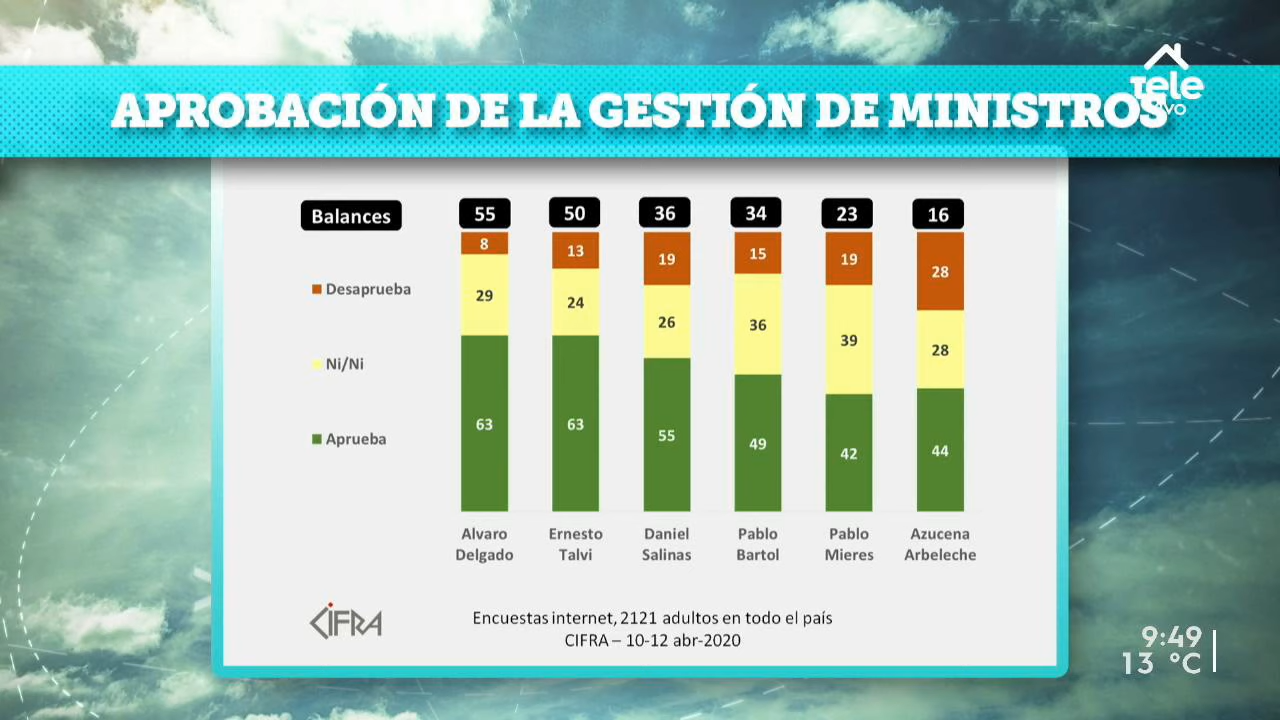 APROBACIÓN DE LA GESTIÓN DE MINISTROS
Tele
Balances
55 50 36 34 23 16
8 13 19 15 19 28
Desaprueba
29 24 26 36 39 28
Ni/Ni
63 63 55 49 42 44
Aprueba
Alvaro Delgado
Ernesto Talvi
Daniel Salinas
Pablo Bartol
Pablo Mieres
Azucena Arbeleche
CIFRA
Encuestas internet, 2121 adultos en todo el país
CIFRA – 10-12 abr-2020
9:49
13 °C